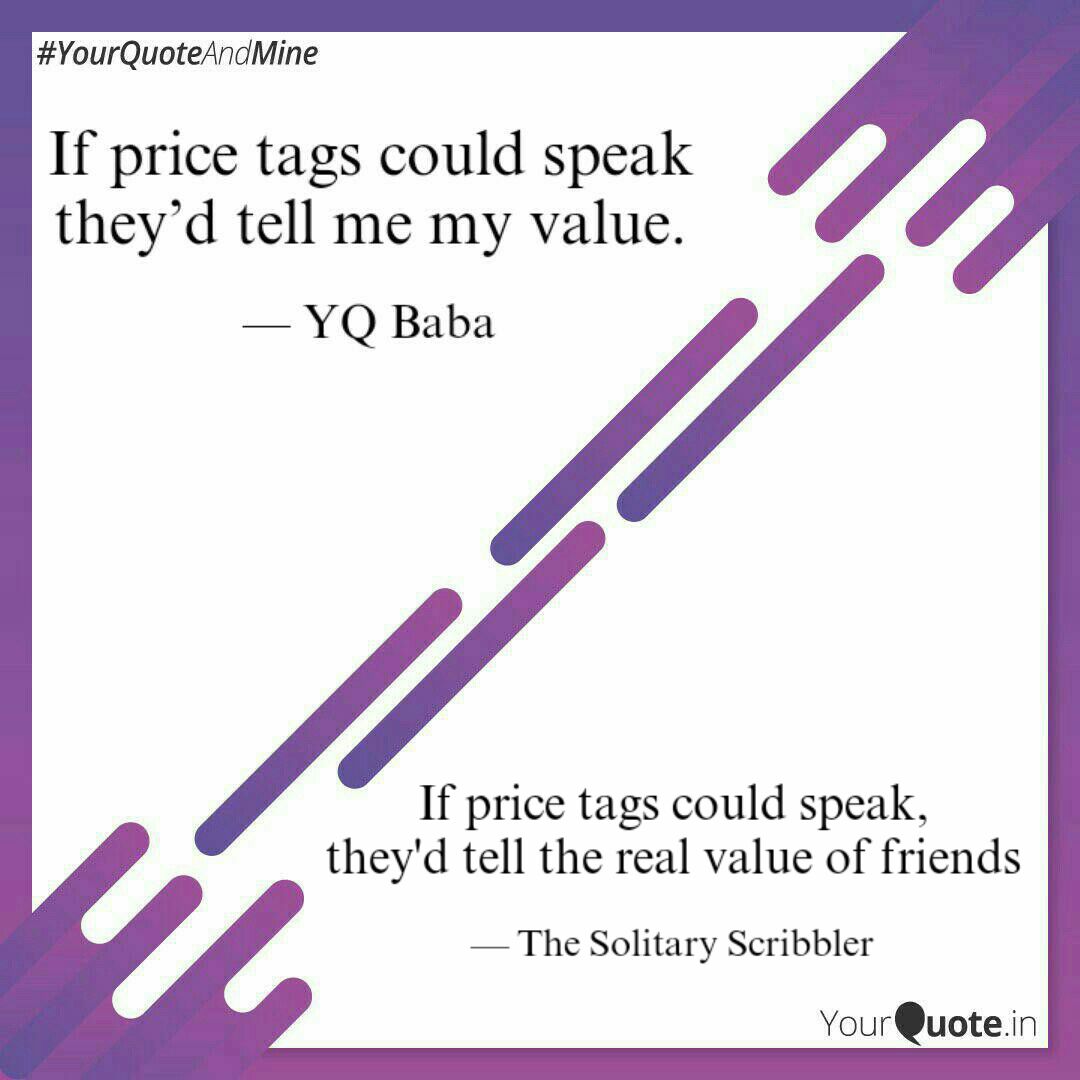 #YourQuoteAndMine
If price tags could speak
they’d tell me my value.
— YQ Baba
If price tags could speak,
they'd tell the real value of friends
— The Solitary Scribbler
YourQuote.in